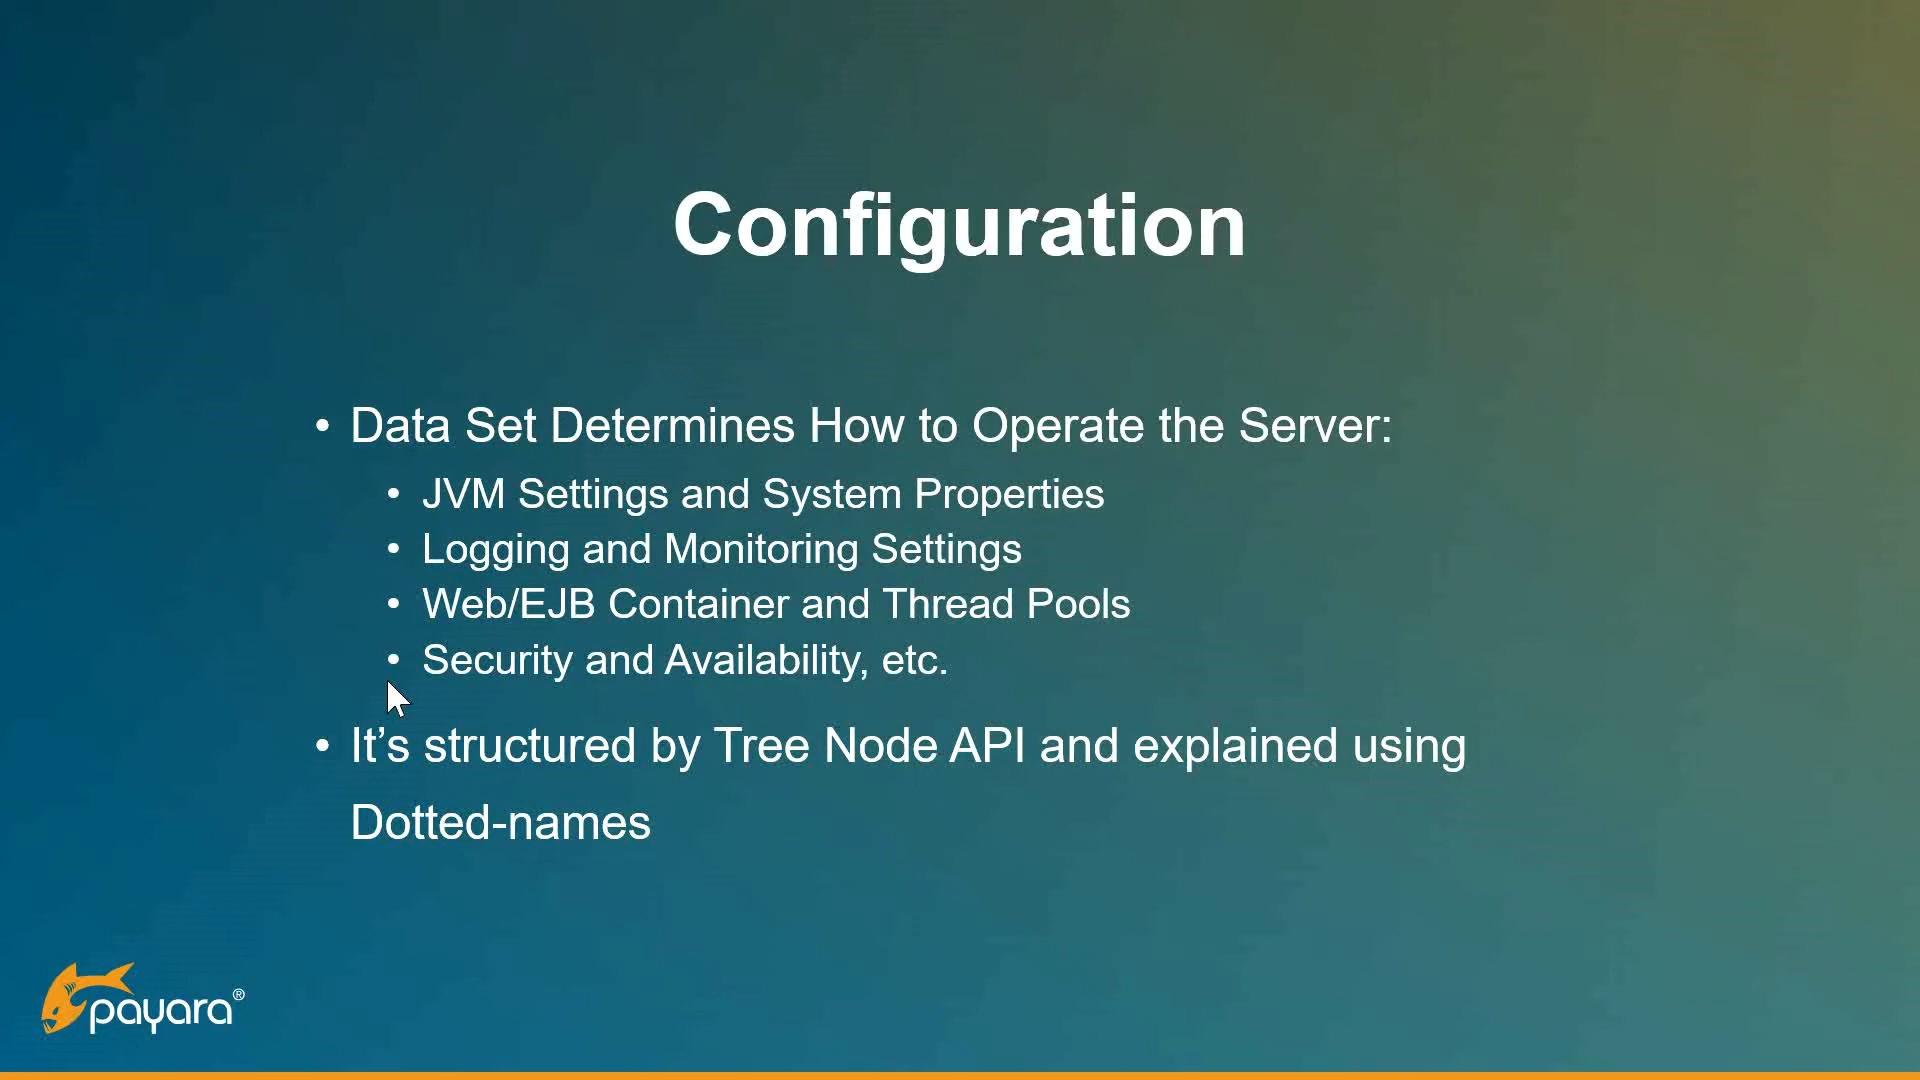 Configuration
• Data Set Determines How to Operate the Server:
• JVM Settings and System Properties
• Logging and Monitoring Settings
• Web/EJB Container and Thread Pools
• Security and Availability, etc.
• It’s structured by Tree Node API and explained using
Dotted-names
payara®